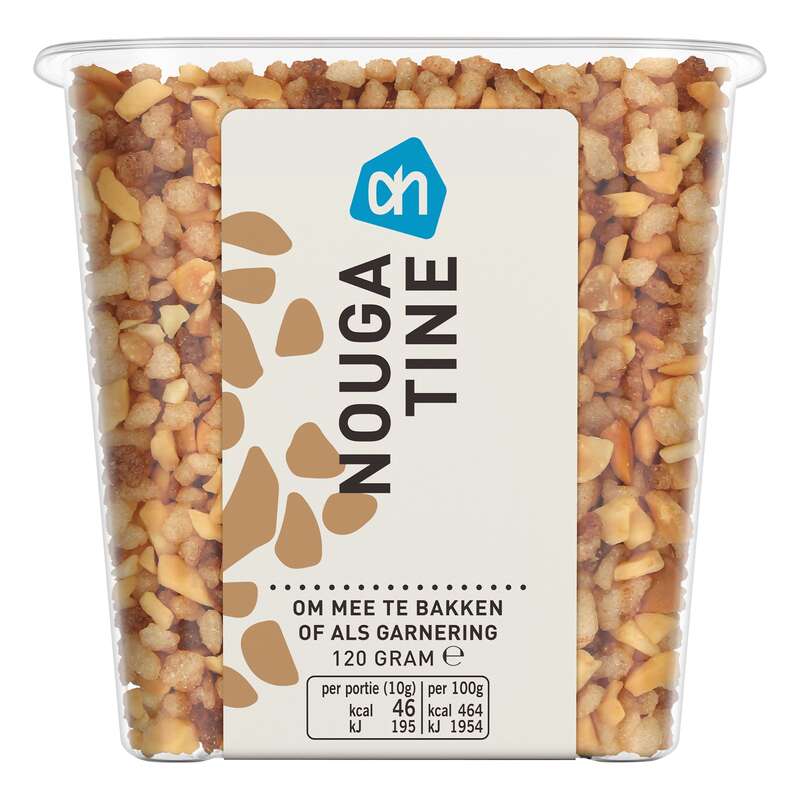 ah
NOUGA
TINE
OM MEE TE BAKKEN
OF ALS GARNERING
120 GRAM ℮
per portie (10g) per 100g
kcal 46 kcal 464
kJ 195 kJ 1954